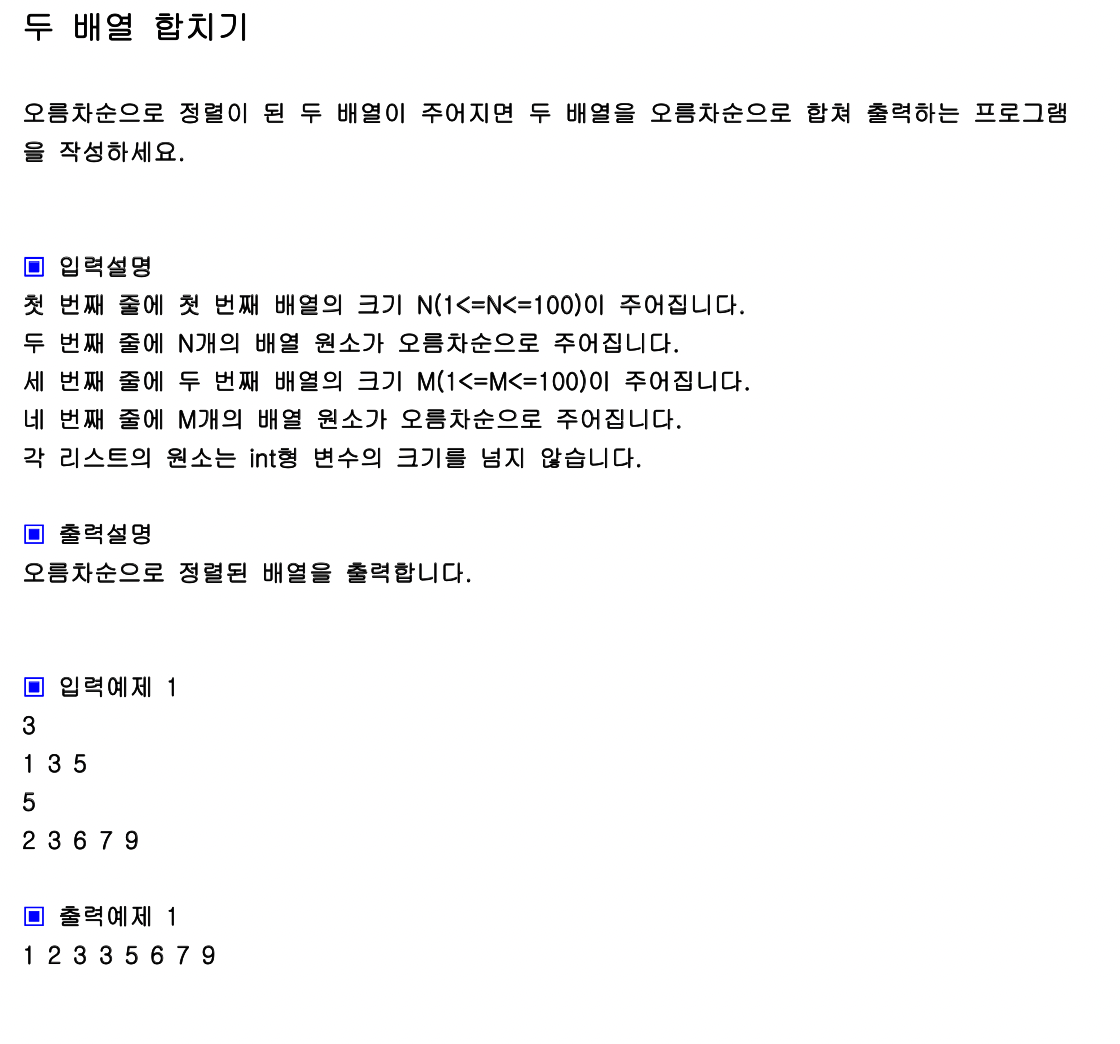 두 배열 합치기
오름차순으로 정렬이 된 두 배열이 주어지면 두 배열을 오름차순으로 합쳐 출력하는 프로그램
을 작성하세요.
▣ 입력설명
첫 번째 줄에 첫 번째 배열의 크기 N(1<=N<=100)이 주어집니다.
두 번째 줄에 N개의 배열 원소가 오름차순으로 주어집니다.
세 번째 줄에 두 번째 배열의 크기 M(1<=M<=100)이 주어집니다.
네 번째 줄에 M개의 배열 원소가 오름차순으로 주어집니다.
각 리스트의 원소는 int형 변수의 크기를 넘지 않습니다.
▣ 출력설명
오름차순으로 정렬된 배열을 출력합니다.
▣ 입력예제 1
3
1 3 5
5
2 3 6 7 9
▣ 출력예제 1
1 2 3 3 5 6 7 9